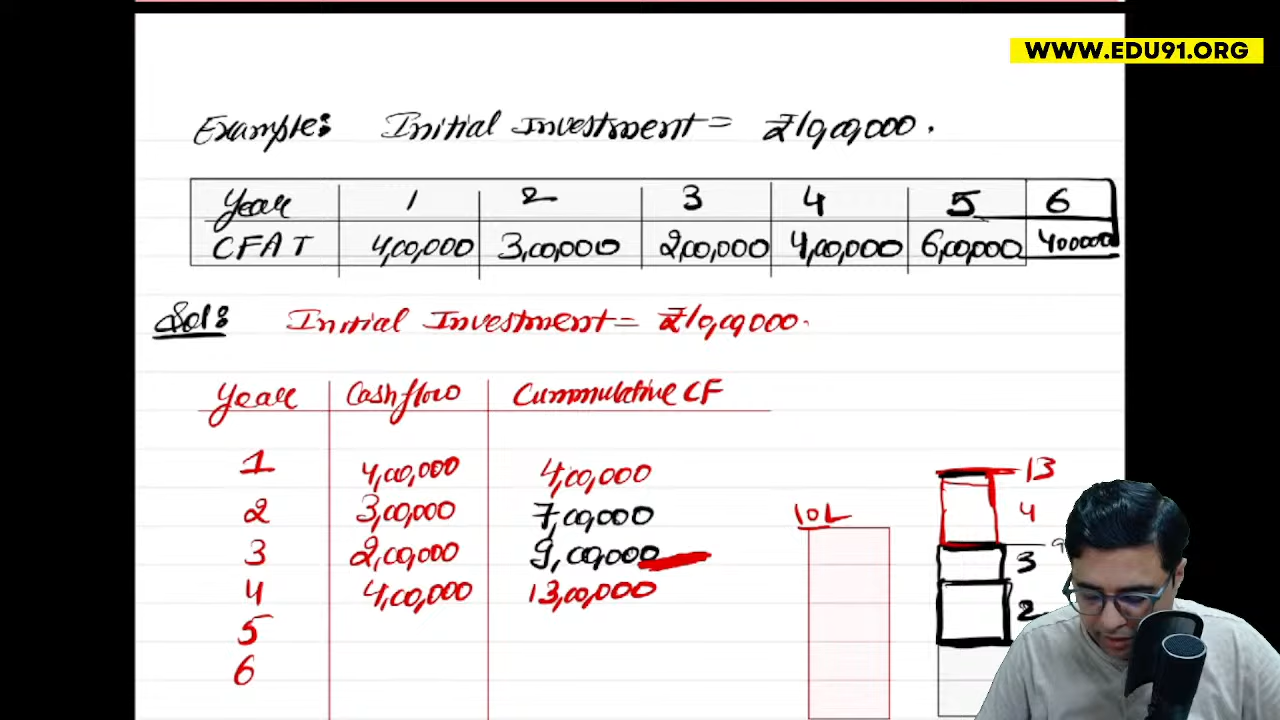 WWW.EDU91.ORG
Example: Initial Investment = ₹10,00,000.
Year 1 2 3 4 5 6
CFAT 4,00,000 3,00,000 2,00,000 4,00,000 6,00,000 400000
Sol: Initial Investment = ₹10,00,000.
Year Cashflow Cummulative CF
1 4,00,000 4,00,000
2 3,00,000 7,00,000
3 2,00,000 9,00,000
4 4,00,000 13,00,000
5
6
10L
13
4
9
3
2